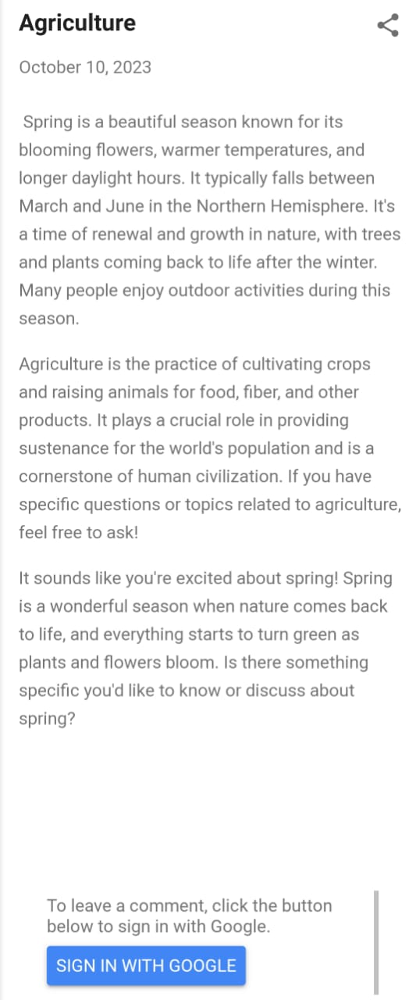 Agriculture
October 10, 2023
Spring is a beautiful season known for its
blooming flowers, warmer temperatures, and
longer daylight hours. It typically falls between
March and June in the Northern Hemisphere. It's
a time of renewal and growth in nature, with trees
and plants coming back to life after the winter.
Many people enjoy outdoor activities during this
season.
Agriculture is the practice of cultivating crops
and raising animals for food, fiber, and other
products. It plays a crucial role in providing
sustenance for the world's population and is a
cornerstone of human civilization. If you have
specific questions or topics related to agriculture,
feel free to ask!
It sounds like you're excited about spring! Spring
is a wonderful season when nature comes back
to life, and everything starts to turn green as
plants and flowers bloom. Is there something
specific you'd like to know or discuss about
spring?
To leave a comment, click the button
below to sign in with Google.
SIGN IN WITH GOOGLE